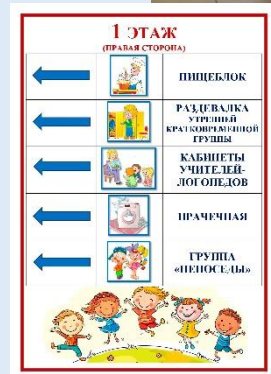 1 ЭТАЖ
(ПРАВАЯ СТОРОНА)
ПИЩЕБЛОК
РАЗДЕВАЛКА
УТРЕННЕЙ
КРАТКОВРЕМЕННОЙ
ГРУППЫ
КАБИНЕТЫ
УЧИТЕЛЕЙ-
ЛОГОПЕДОВ
ПРАЧЕЧНАЯ
ГРУППА
«НЕПОСЕДЫ»